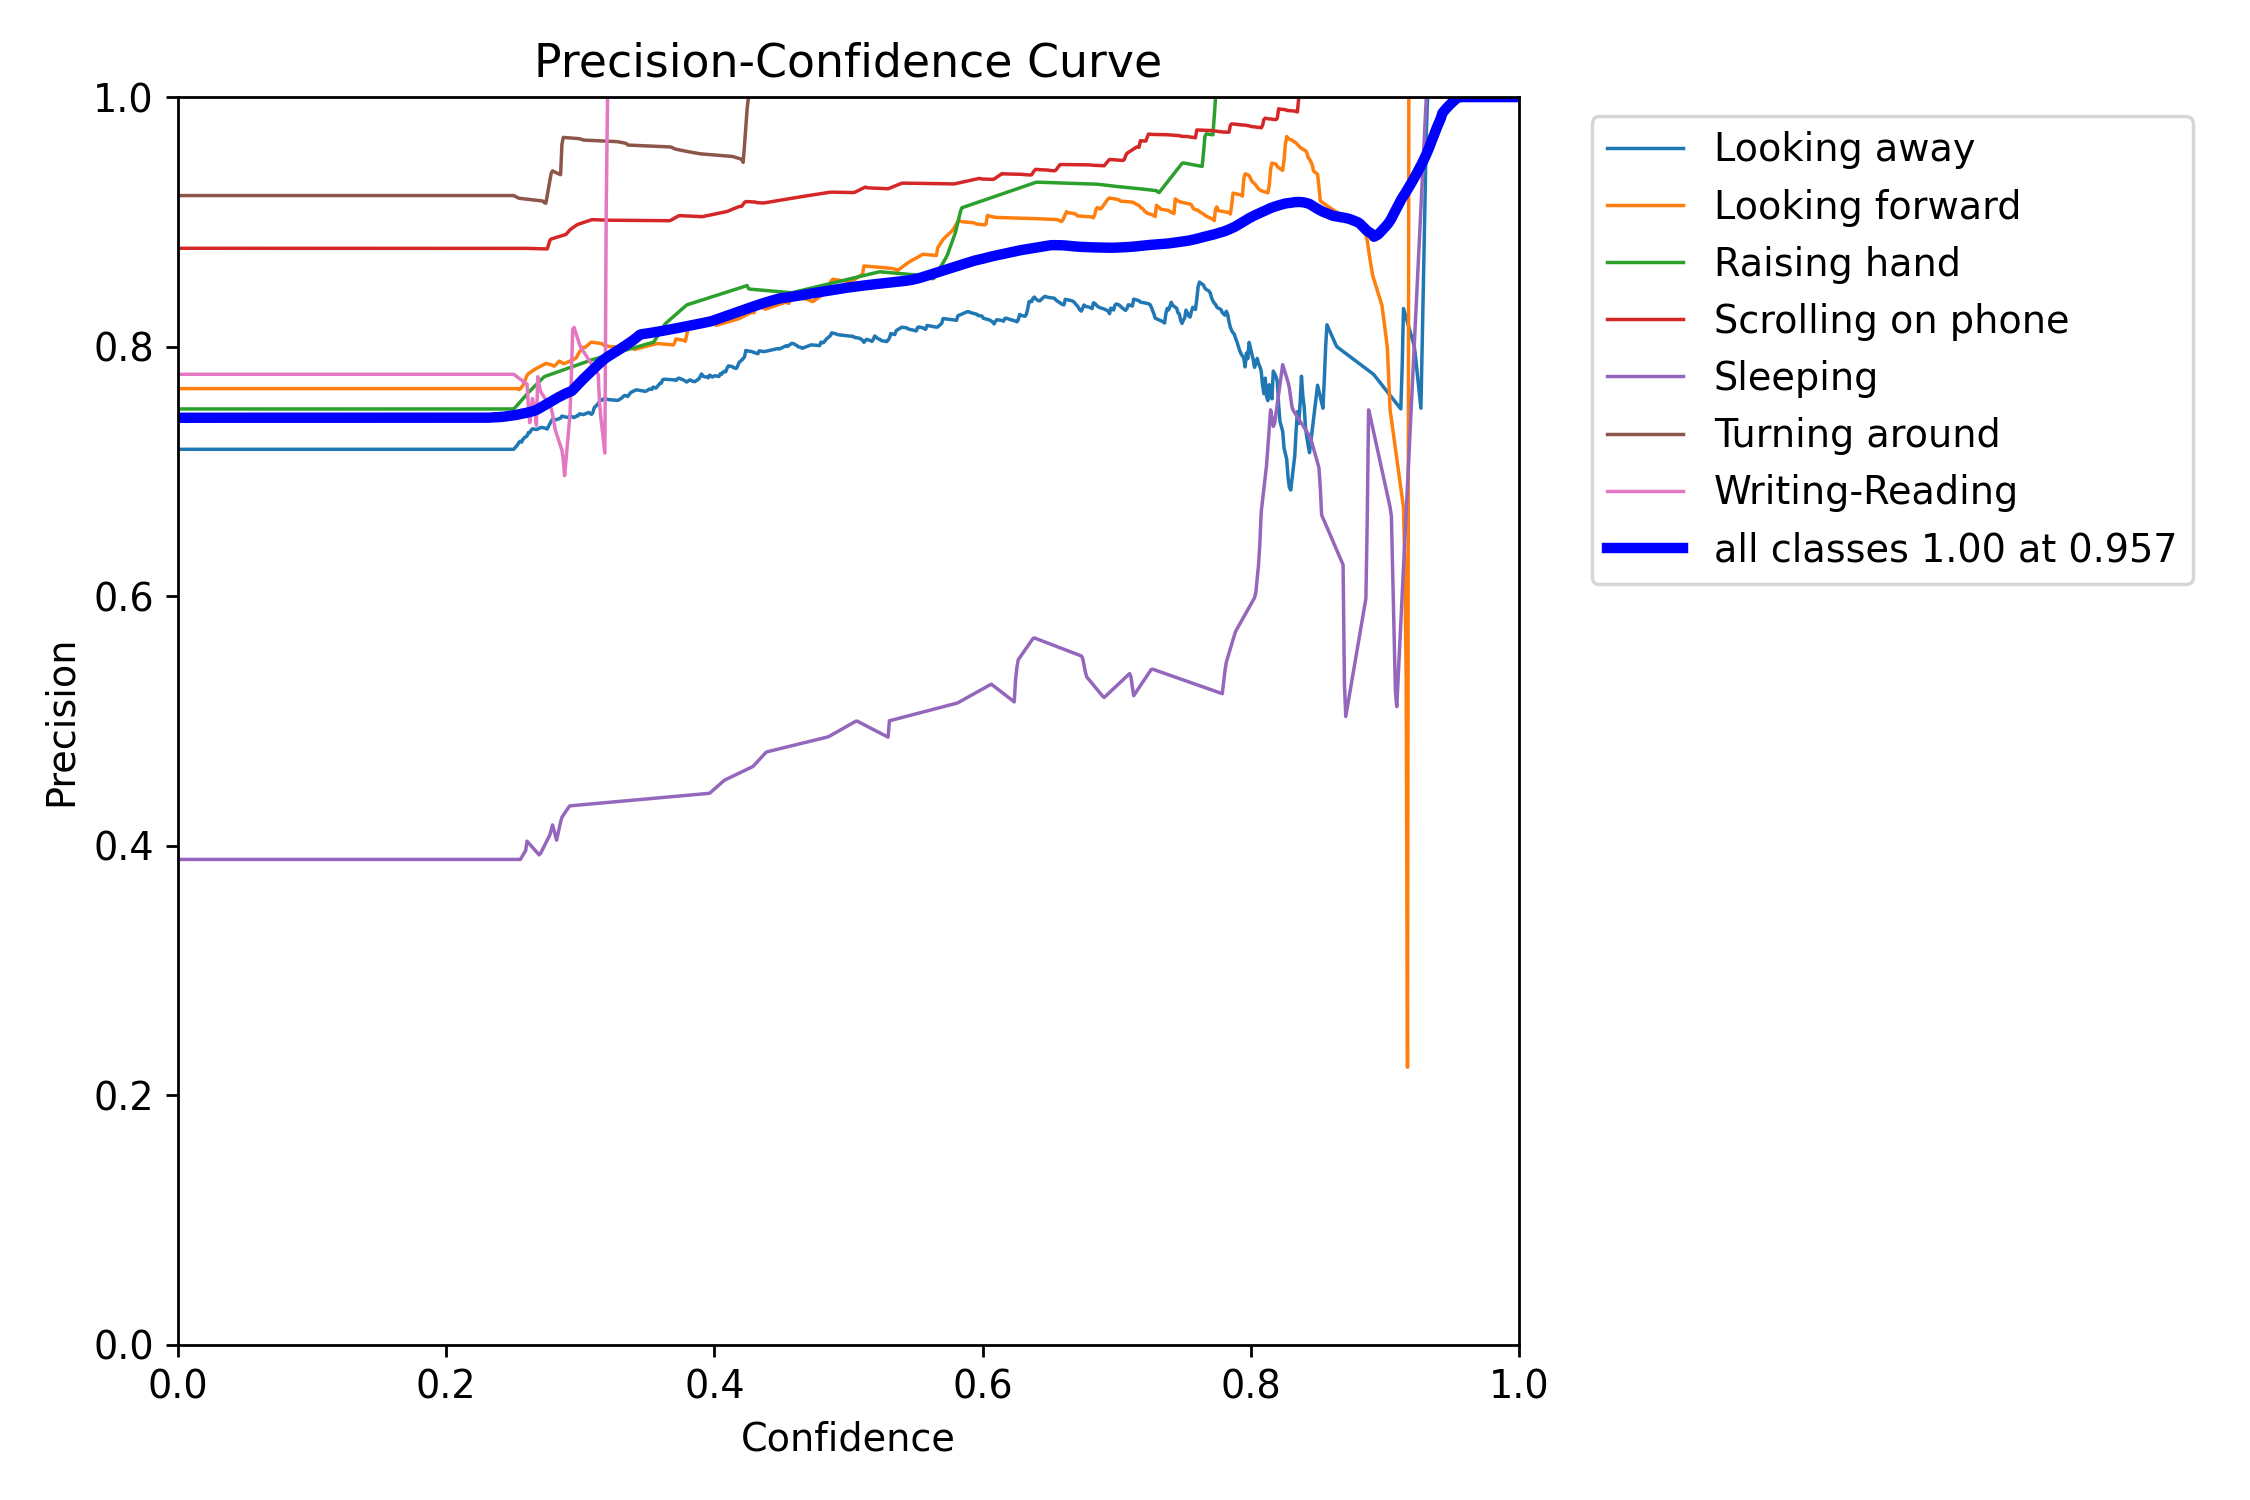 Precision-Confidence Curve
1.0
0.8
0.6
0.4
0.2
0.0
Precision
0.0 0.2 0.4 0.6 0.8 1.0
Confidence
Looking away
Looking forward
Raising hand
Scrolling on phone
Sleeping
Turning around
Writing-Reading
all classes 1.00 at 0.957